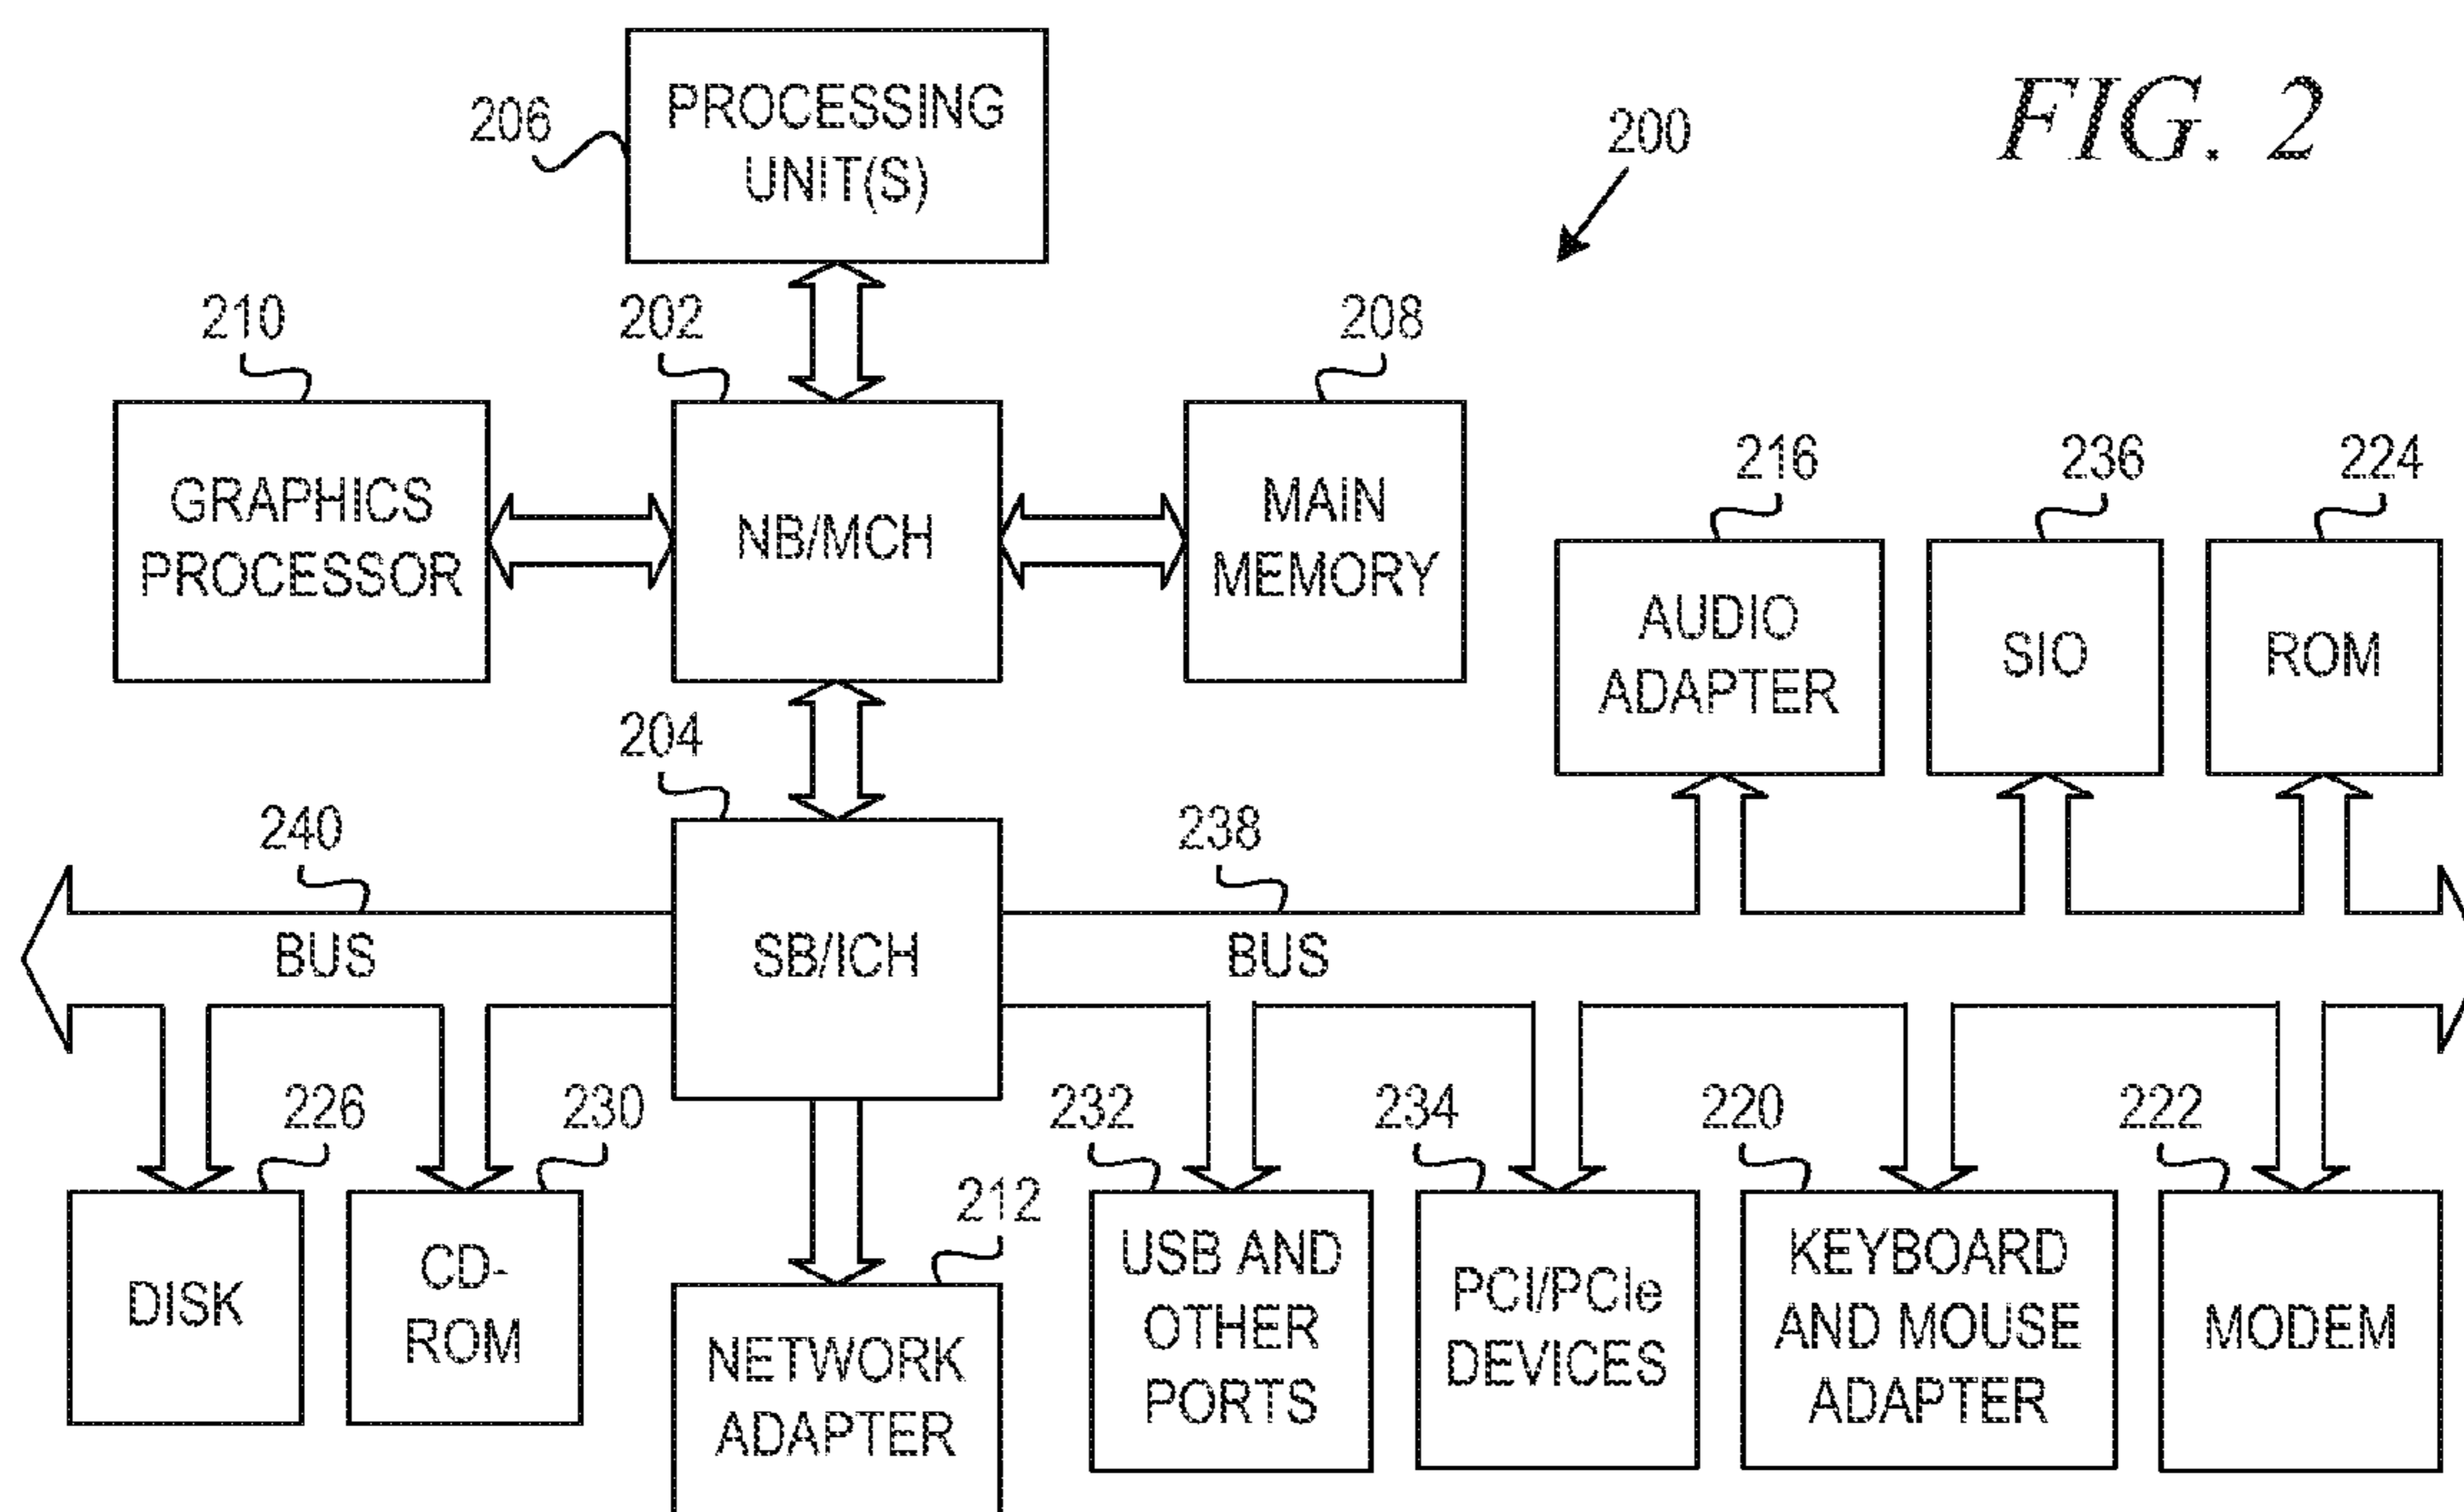 FIG. 2
200
206
PROCESSING
UNIT(S)
210
202
208
GRAPHICS
PROCESSOR
NB/MCH
MAIN
MEMORY
216
236
224
AUDIO
ADAPTER
SIO
ROM
204
240
238
BUS
SB/ICH
BUS
226
230
232
234
220
222
212
DISK
CD-
ROM
NETWORK
ADAPTER
USB AND
OTHER
PORTS
PCI/PCIe
DEVICES
KEYBOARD
AND MOUSE
ADAPTER
MODEM